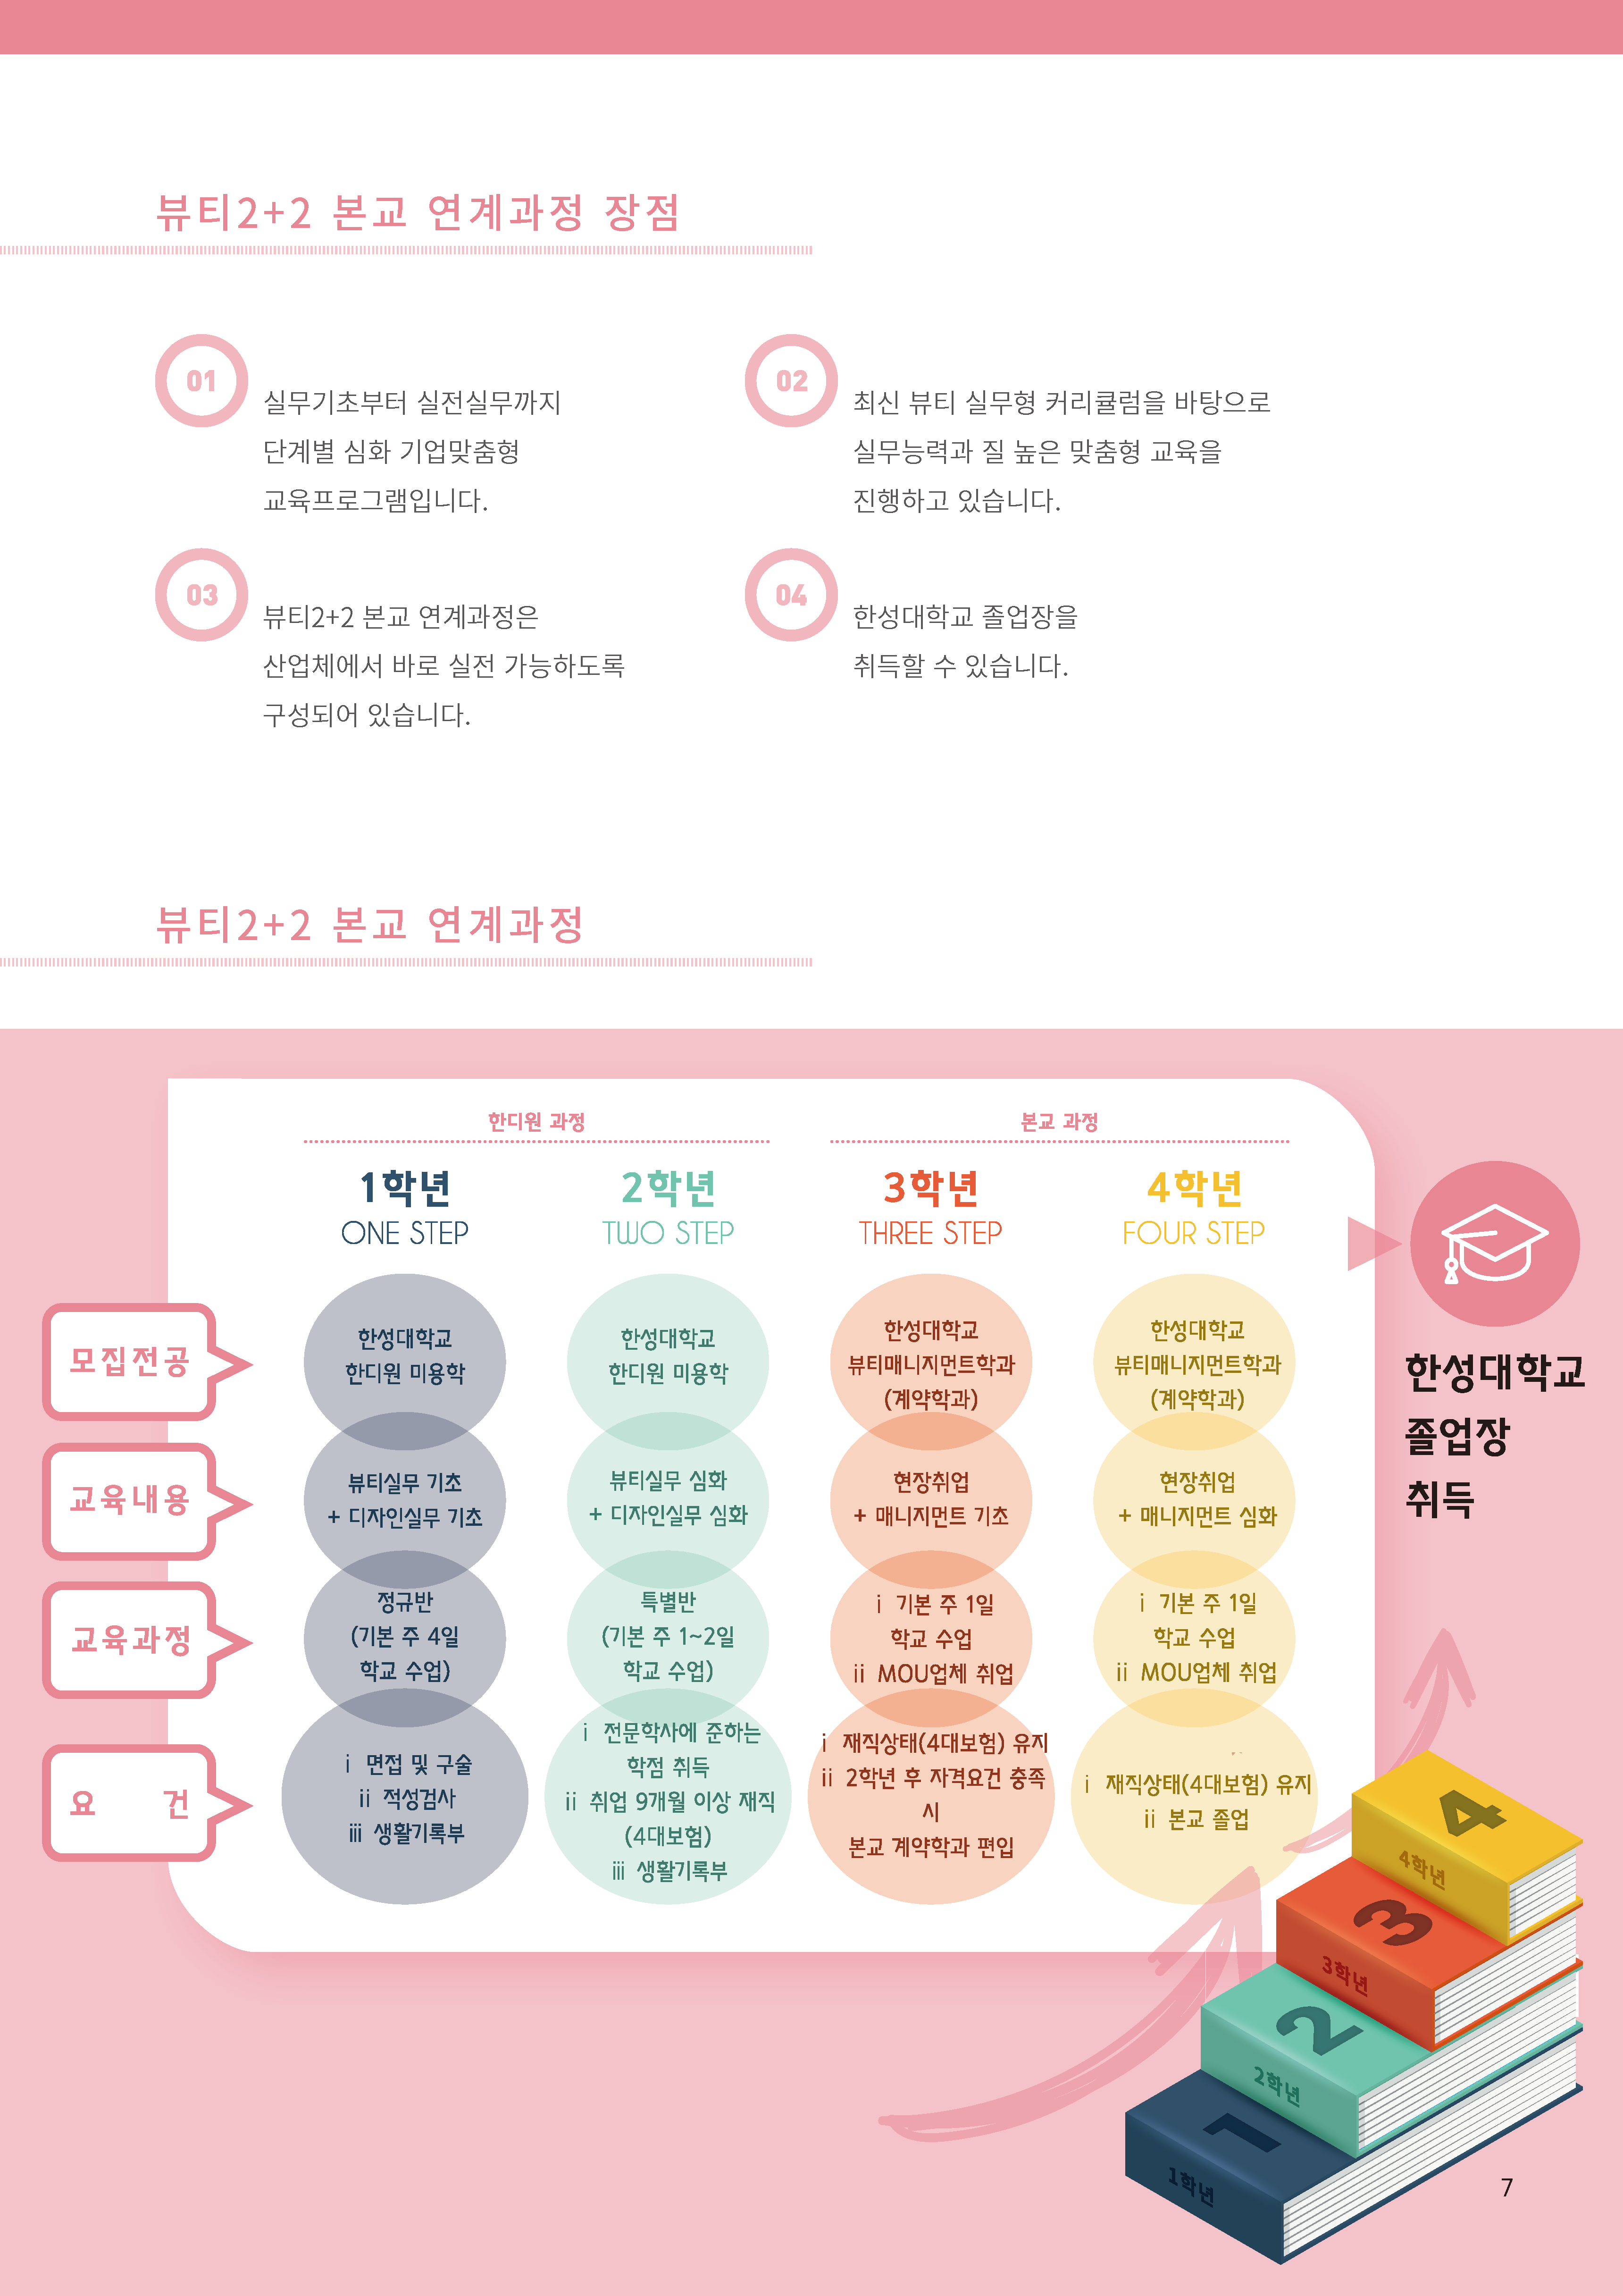 뷰티2+2 본교 연계과정 장점
01
실무기초부터 실전실무까지
단계별 심화 기업맞춤형
교육프로그램입니다.
02
최신 뷰티 실무형 커리큘럼을 바탕으로
실무능력과 질 높은 맞춤형 교육을
진행하고 있습니다.
03
뷰티2+2 본교 연계과정은
산업체에서 바로 실전 가능하도록
구성되어 있습니다.
04
한성대학교 졸업장을
취득할 수 있습니다.
뷰티2+2 본교 연계과정
한디원 과정
본교 과정
1학년
ONE STEP
2학년
TWO STEP
3학년
THREE STEP
4학년
FOUR STEP
모집전공
한성대학교
한디원 미용학
한성대학교
한디원 미용학
한성대학교
뷰티매니지먼트학과
(계약학과)
한성대학교
뷰티매니지먼트학과
(계약학과)
교육내용
뷰티실무 기초
+ 디자인실무 기초
뷰티실무 심화
+ 디자인실무 심화
현장취업
+ 매니지먼트 기초
현장취업
+ 매니지먼트 심화
교육과정
정규반
(기본 주 4일
학교 수업)
특별반
(기본 주 1~2일
학교 수업)
ⅰ 기본 주 1일
학교 수업
ⅱ MOU업체 취업
ⅰ 기본 주 1일
학교 수업
ⅱ MOU업체 취업
요 건
ⅰ 면접 및 구술
ⅱ 적성검사
ⅲ 생활기록부
ⅰ 전문학사에 준하는
학점 취득
ⅱ 취업 9개월 이상 재직
(4대보험)
ⅲ 생활기록부
ⅰ 재직상태(4대보험) 유지
ⅱ 2학년 후 자격요건 충족
시
본교 계약학과 편입
ⅰ 재직상태(4대보험) 유지
ⅱ 본교 졸업
한성대학교
졸업장
취득
4
4학년
3
3학년
2
2학년
1
1학년
7